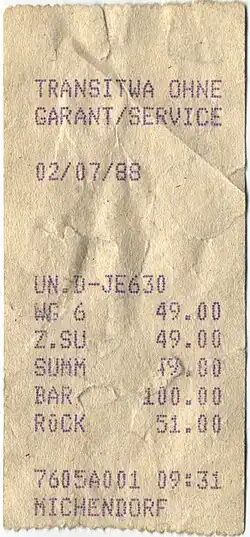 TRANSITWA OHNE
GARANT/SERVICE
02/07/88
UN.D-JE630
WG 6 49.00
Z.SU 49.00
SUMM 49.00
BAR 100.00
RÜCK 51.00
7605A001 09:31
MICHENDORF